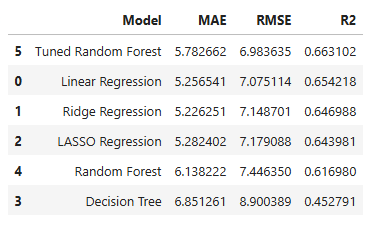 Model MAE RMSE R2
5 Tuned Random Forest 5.782662 6.983635 0.663102
0 Linear Regression 5.256541 7.075114 0.654218
1 Ridge Regression 5.226251 7.148701 0.646988
2 LASSO Regression 5.282402 7.179088 0.643981
4 Random Forest 6.138222 7.446350 0.616980
3 Decision Tree 6.851261 8.900389 0.452791